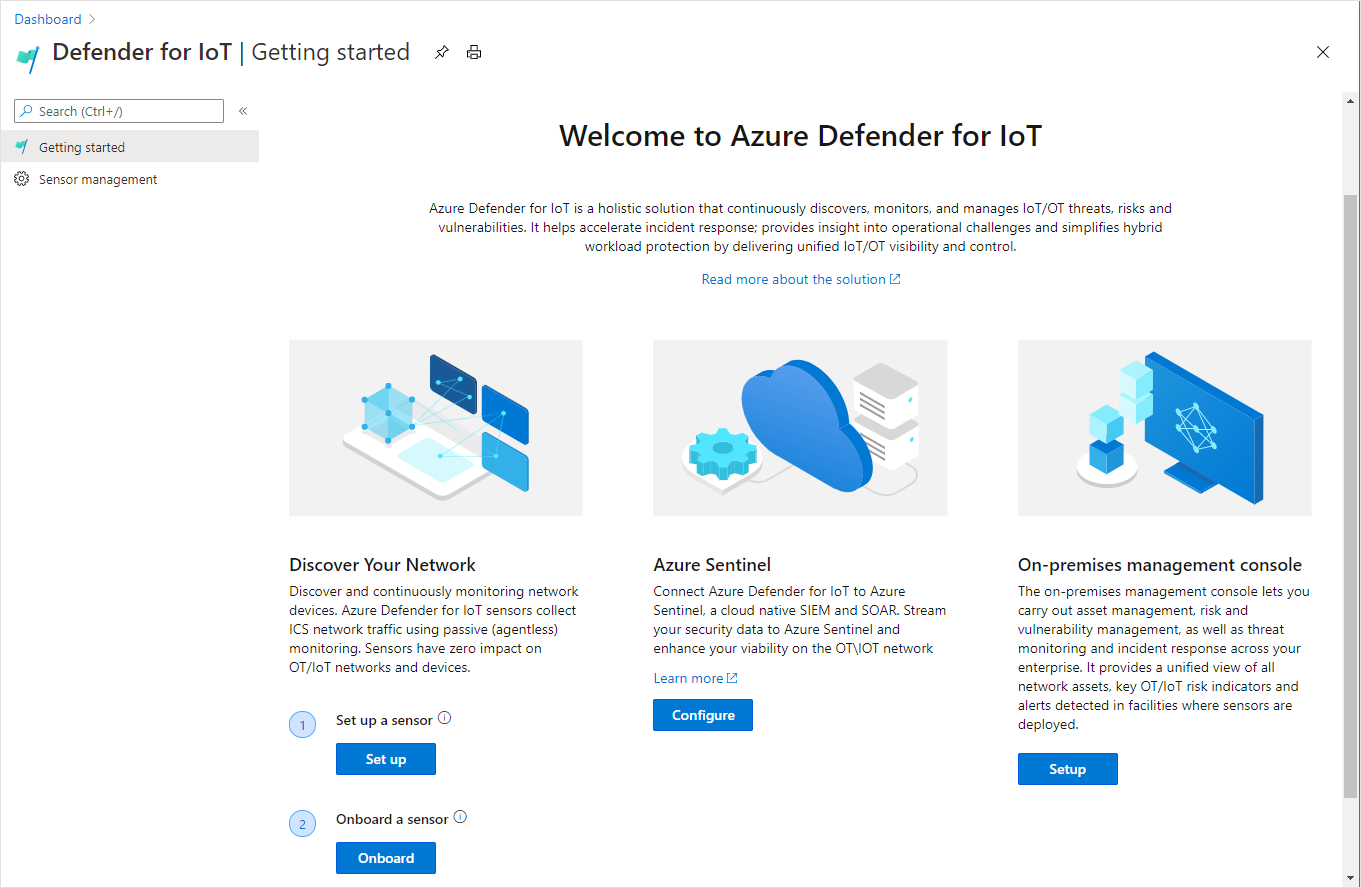 Dashboard
Defender for IoT | Getting started
Search (Ctrl+/)
Getting started
Sensor management
Welcome to Azure Defender for IoT
Azure Defender for IoT is a holistic solution that continuously discovers, monitors, and manages IoT/OT threats, risks and
vulnerabilities. It helps accelerate incident response; provides insight into operational challenges and simplifies hybrid
workload protection by delivering unified IoT/OT visibility and control.
Read more about the solution
Discover Your Network
Discover and continuously monitoring network
devices. Azure Defender for IoT sensors collect
ICS network traffic using passive (agentless)
monitoring. Sensors have zero impact on
OT/IoT networks and devices.
1
Set up a sensor
Set up
2
Onboard a sensor
Onboard
Azure Sentinel
Connect Azure Defender for IoT to Azure
Sentinel, a cloud native SIEM and SOAR. Stream
your security data to Azure Sentinel and
enhance your viability on the OT\IOT network
Learn more
Configure
On-premises management console
The on-premises management console lets you
carry out asset management, risk and
vulnerability management, as well as threat
monitoring and incident response across your
enterprise. It provides a unified view of all
network assets, key OT/IoT risk indicators and
alerts detected in facilities where sensors are
deployed.
Setup